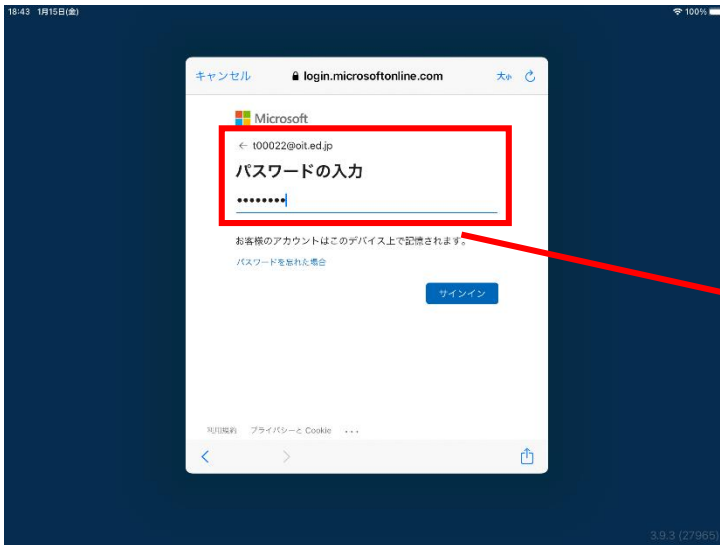 18:43 1月15日(金)
100%
キャンセル login.microsoftonline.com 大小
Microsoft
← t00022@oit.ed.jp
パスワードの入力
••••••••
お客様のアカウントはこのデバイス上で記憶されます。
パスワードを忘れた場合
サインイン
利用規約 プライバシーと Cookie ...
3.9.3 (27965)